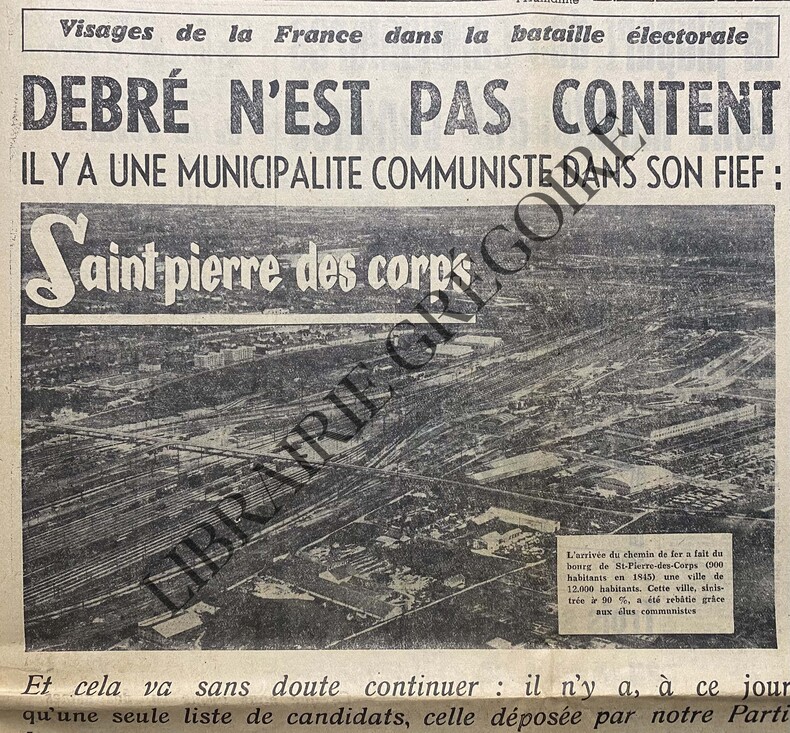 l'Humanité
Visages de la France dans la bataille électorale
DEBRÉ N'EST PAS CONTENT
IL Y A UNE MUNICIPALITE COMMUNISTE DANS SON FIEF :
Saint pierre des corps
L'arrivée du chemin de fer a fait du
bourg de St-Pierre-des-Corps (900
habitants en 1845) une ville de
12.000 habitants. Cette ville, sinis-
trée à 90 %, a été rebâtie grâce
aux élus communistes
LIBRAIRIE GRÉGOIRE
Et cela va sans doute continuer : il n'y a, à ce jour
qu'une seule liste de candidats, celle déposée par notre Parti